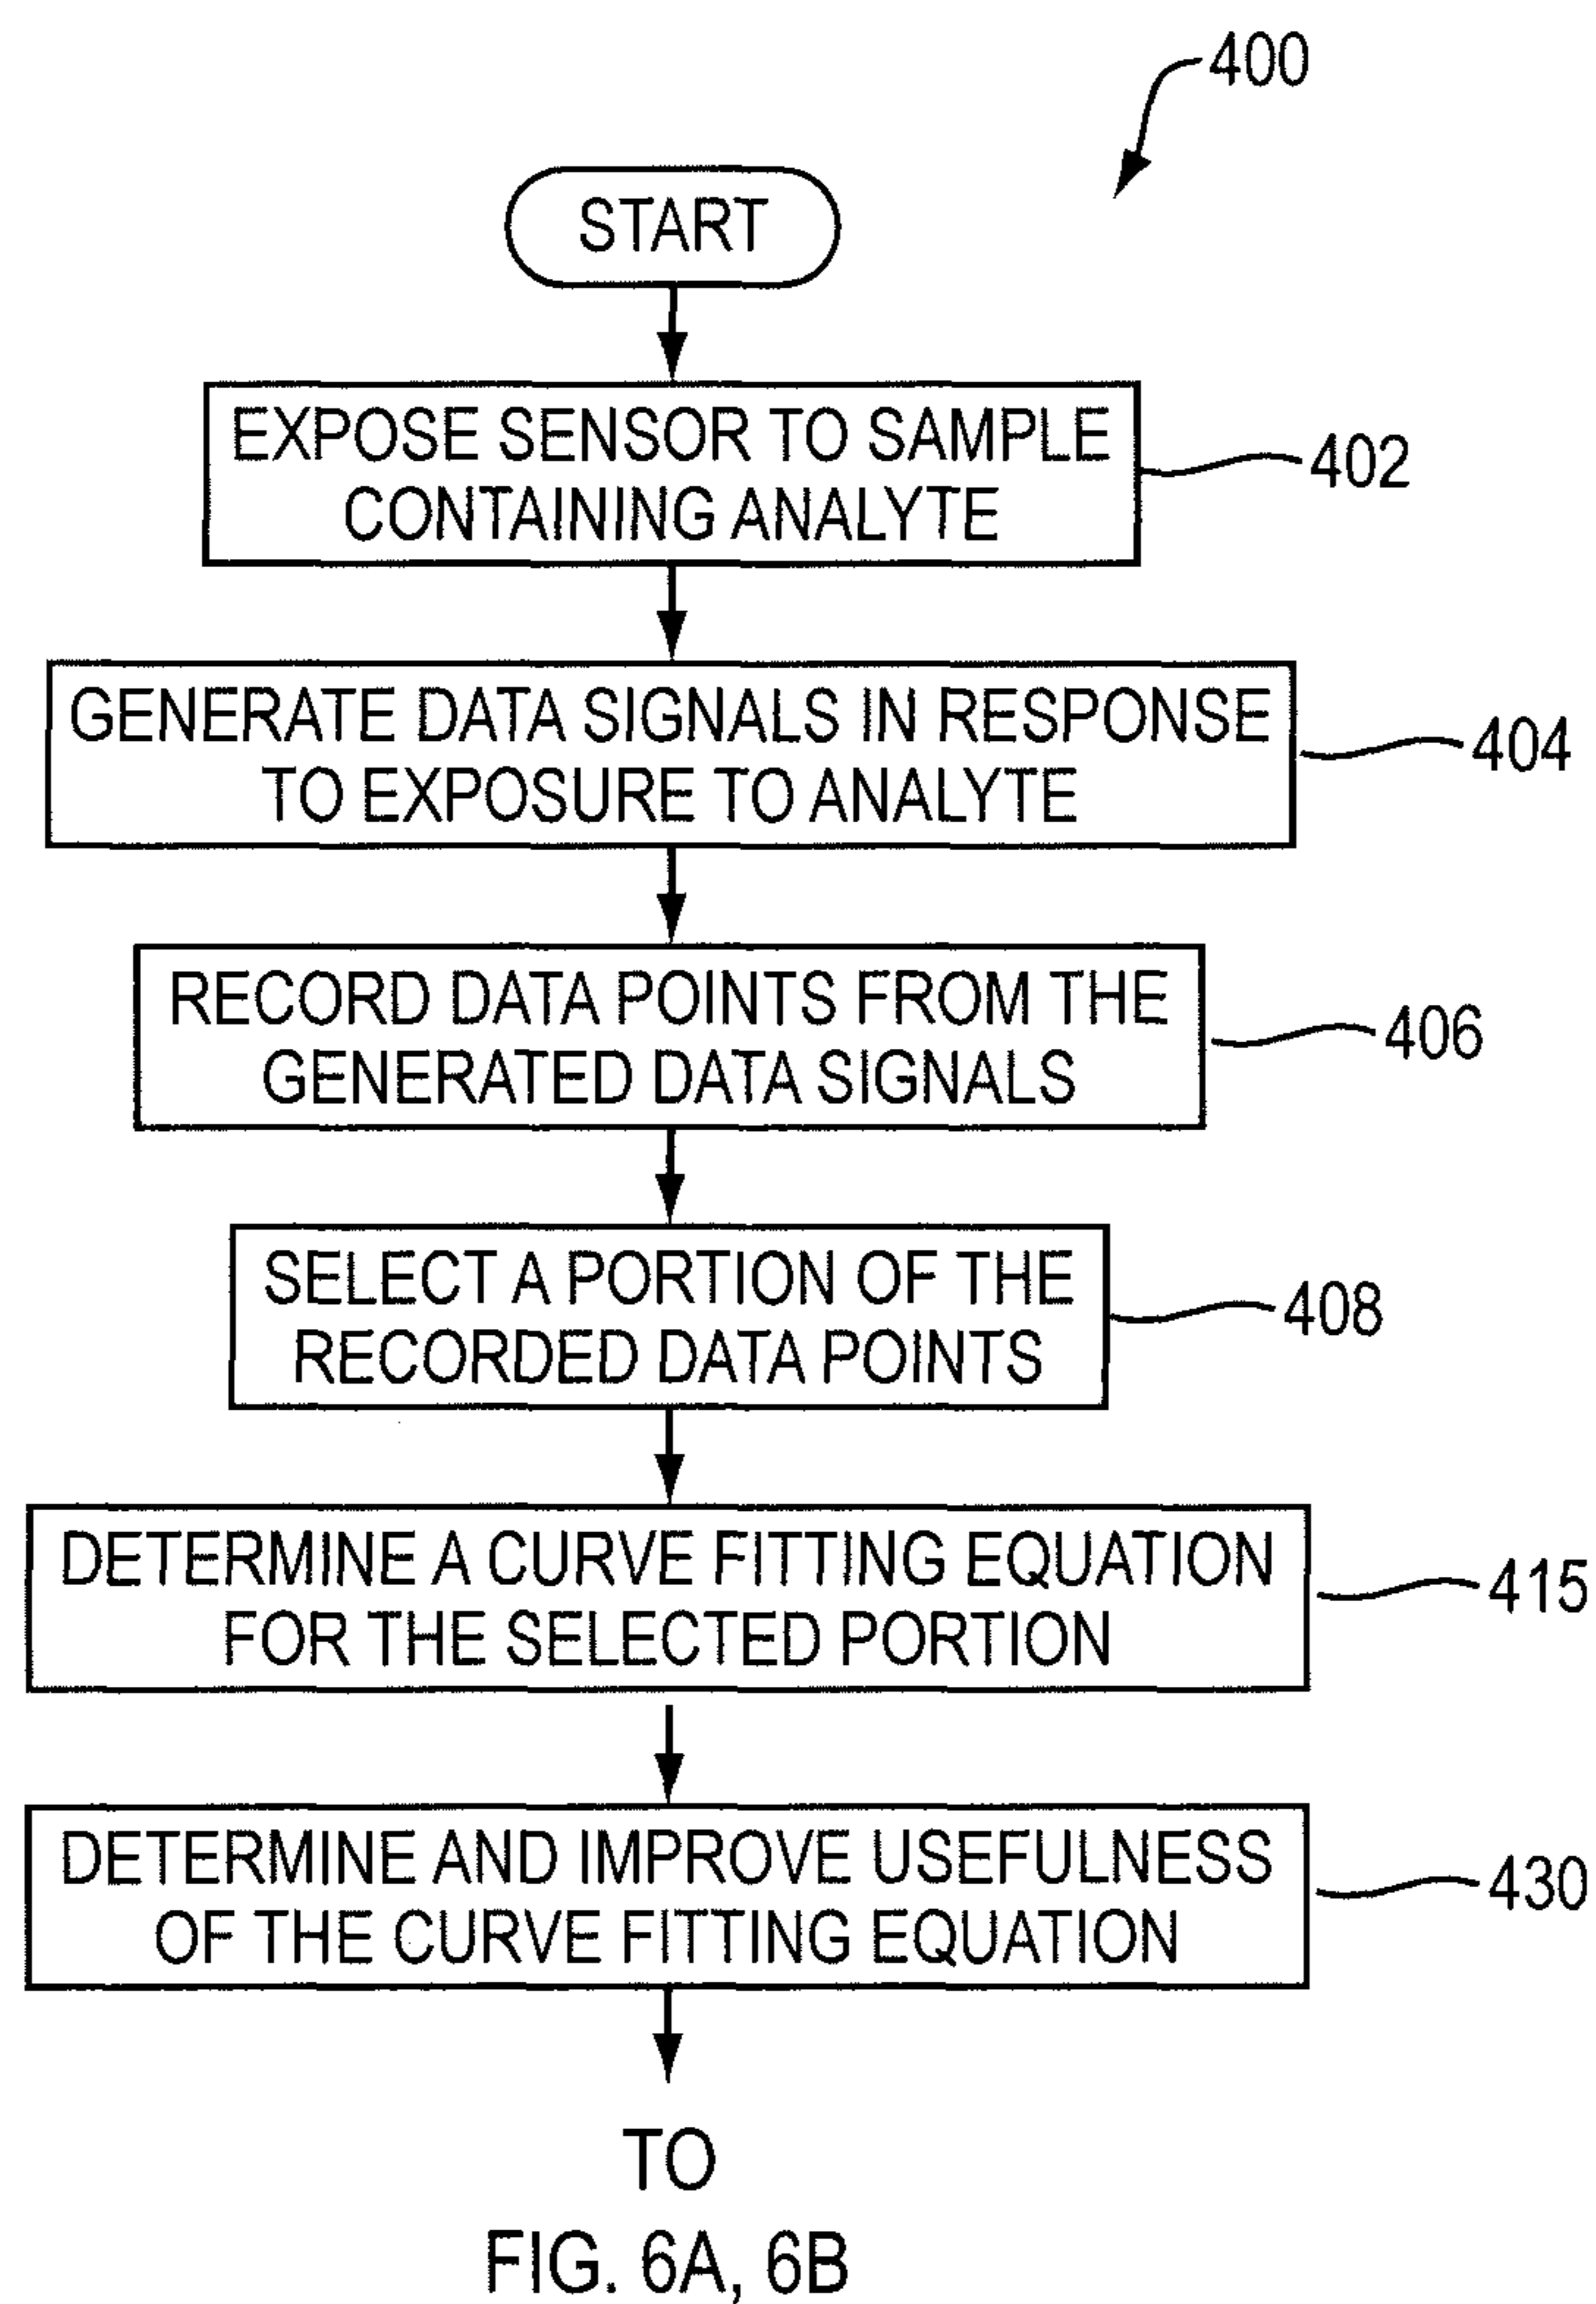 400
START
EXPOSE SENSOR TO SAMPLE
CONTAINING ANALYTE
402
GENERATE DATA SIGNALS IN RESPONSE
TO EXPOSURE TO ANALYTE
404
RECORD DATA POINTS FROM THE
GENERATED DATA SIGNALS
406
SELECT A PORTION OF THE
RECORDED DATA POINTS
408
DETERMINE A CURVE FITTING EQUATION
FOR THE SELECTED PORTION
415
DETERMINE AND IMPROVE USEFULNESS
OF THE CURVE FITTING EQUATION
430
TO
FIG. 6A, 6B